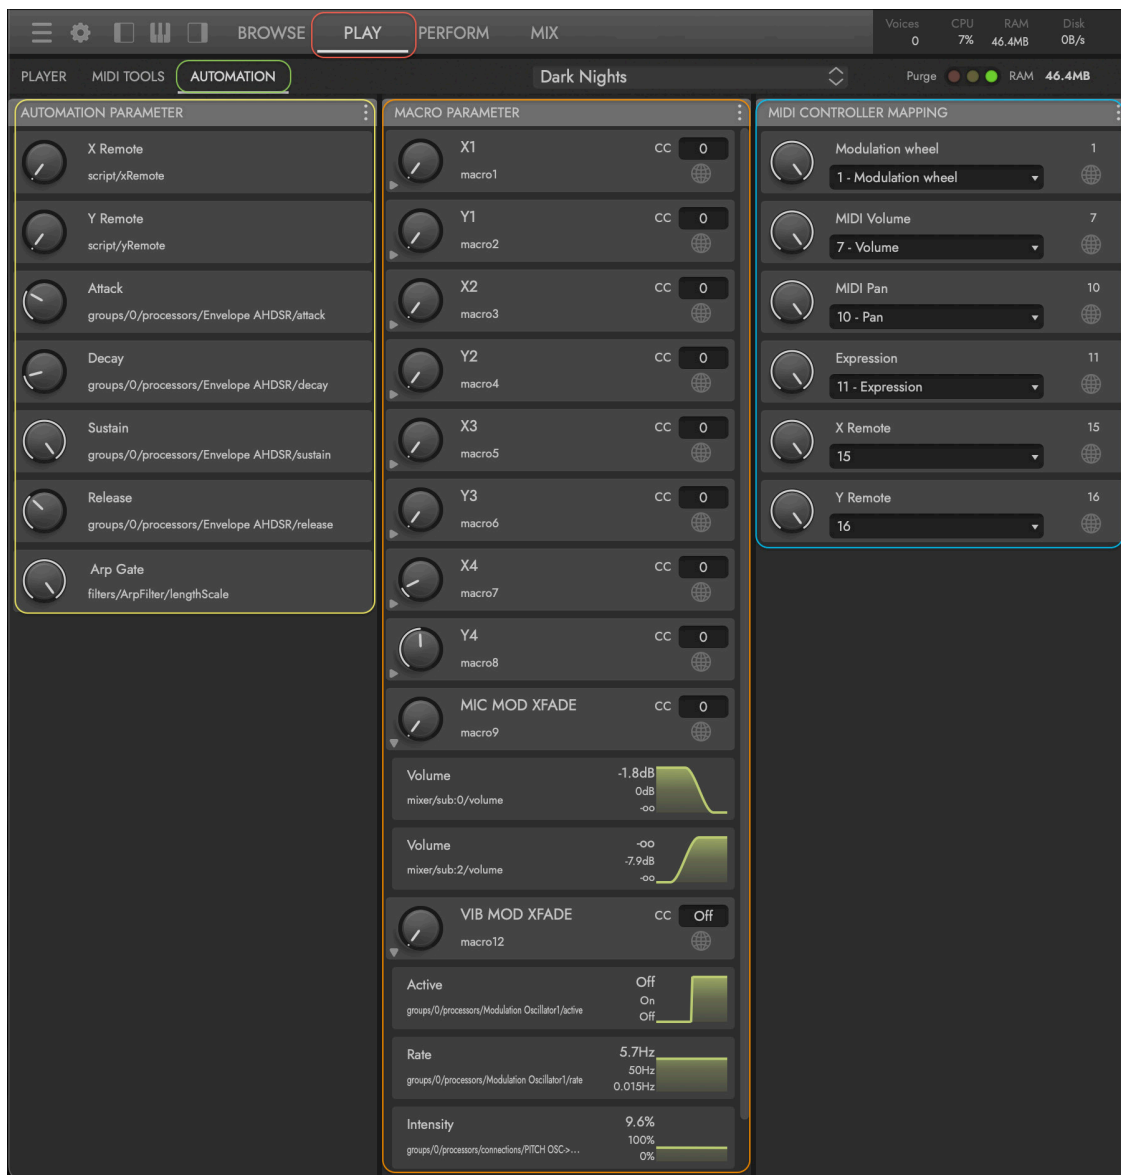 BROWSE PLAY PERFORM MIX
Voices CPU RAM Disk
0 7% 46.4MB 0B/s
PLAYER MIDI TOOLS AUTOMATION Dark Nights Purge RAM 46.4MB
AUTOMATION PARAMETER
X Remote
script/xRemote
Y Remote
script/yRemote
Attack
groups/0/processors/Envelope AHDSR/attack
Decay
groups/0/processors/Envelope AHDSR/decay
Sustain
groups/0/processors/Envelope AHDSR/sustain
Release
groups/0/processors/Envelope AHDSR/release
Arp Gate
filters/ArpFilter/lengthScale
MACRO PARAMETER
X1 CC 0
macro1
Y1 CC 0
macro2
X2 CC 0
macro3
Y2 CC 0
macro4
X3 CC 0
macro5
Y3 CC 0
macro6
X4 CC 0
macro7
Y4 CC 0
macro8
MIC MOD XFADE CC 0
macro9
Volume -1.8dB
mixer/sub:0/volume 0dB
-oo
Volume -oo
mixer/sub:2/volume -7.9dB
-oo
VIB MOD XFADE CC Off
macro12
Active Off
groups/0/processors/Modulation Oscillator1/active On
Off
Rate 5.7Hz
groups/0/processors/Modulation Oscillator1/rate 50Hz
0.015Hz
Intensity 9.6%
groups/0/processors/connections/PITCH OSC->... 100%
0%
MIDI CONTROLLER MAPPING
Modulation wheel 1
1 - Modulation wheel
MIDI Volume 7
7 - Volume
MIDI Pan 10
10 - Pan
Expression 11
11 - Expression
X Remote 15
15
Y Remote 16
16